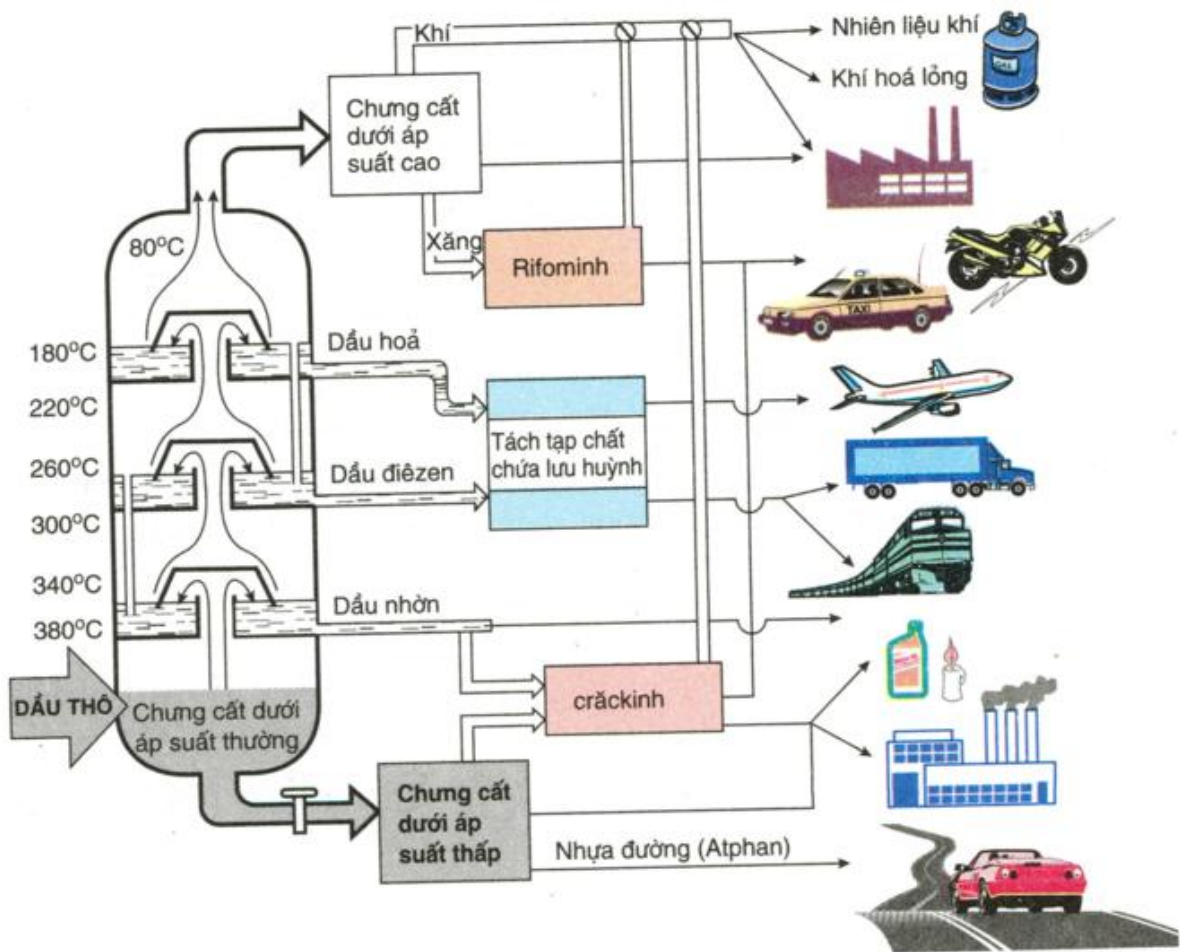 Khí
Nhiên liệu khí
Khí hoá lỏng
GAS
Chưng cất
dưới áp
suất cao
80°C
Xăng
Rifominh
TAXI
180°C
Dầu hoả
220°C
Tách tạp chất
chứa lưu huỳnh
260°C
Dầu điêzen
300°C
340°C
Dầu nhờn
380°C
DẦU THÔ
Chưng cất dưới
áp suất thường
crăckinh
Chưng cất
dưới áp
suất thấp
Nhựa đường (Atphan)